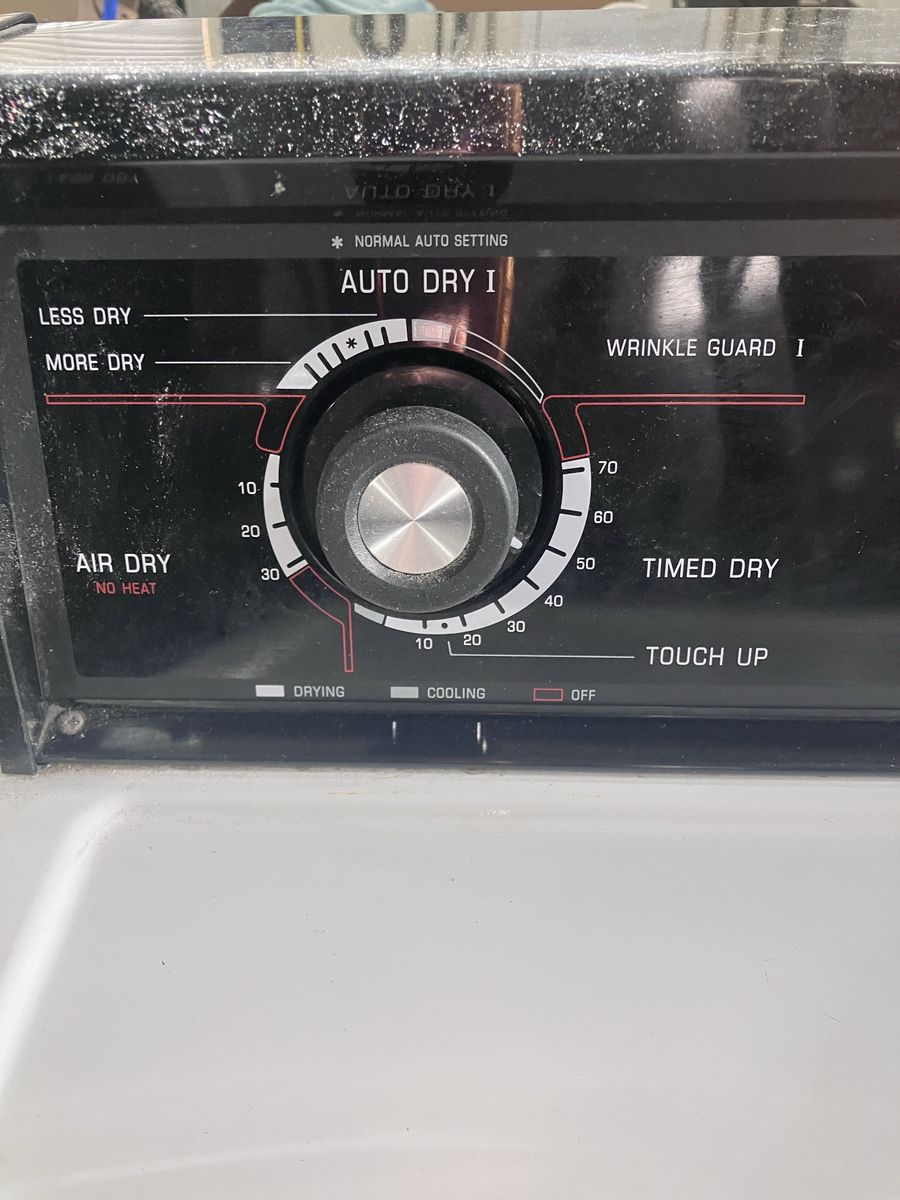 * NORMAL AUTO SETTING
AUTO DRY I
LESS DRY
*
MORE DRY
WRINKLE GUARD I
70
10
60
20
50
AIR DRY
TIMED DRY
30
NO HEAT
40
30
20
10
TOUCH UP
DRYING
COOLING
OFF